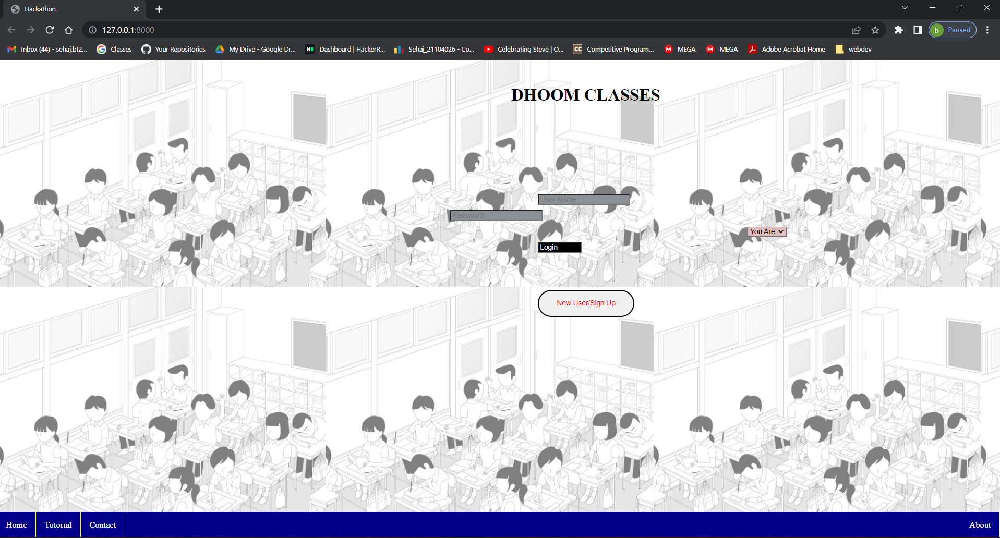 Hackathon
127.0.0.1:8000
b Paused
Inbox (44) - sehaj.bt2... Classes Your Repositories My Drive - Google Dr... Dashboard | HackerR... Sehaj_21104026 - Co... Celebrating Steve | O... CC Competitive Program... MEGA MEGA Adobe Acrobat Home webdev
DHOOM CLASSES
User Name
Password
You Are
Login
New User/Sign Up
Home Tutorial Contact About